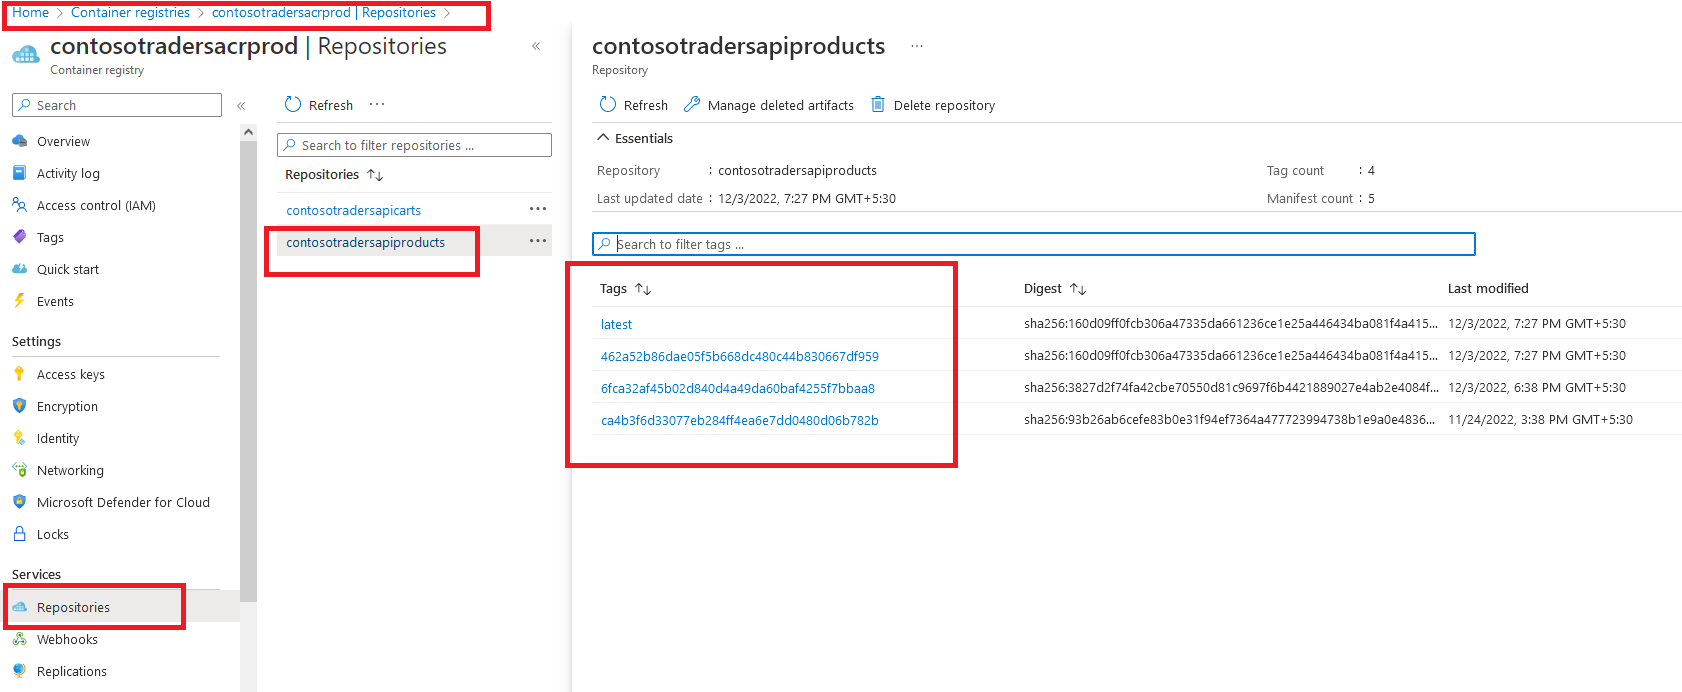 Home > Container registries > contosotradersacrprod | Repositories >
contosotradersacrprod | Repositories
Container registry
Search
Overview
Activity log
Access control (IAM)
Tags
Quick start
Events
Settings
Access keys
Encryption
Identity
Networking
Microsoft Defender for Cloud
Locks
Services
Repositories
Webhooks
Replications
Refresh
Search to filter repositories ...
Repositories
contosotradersapicarts
contosotradersapiproducts
contosotradersapiproducts
Repository
Refresh Manage deleted artifacts Delete repository
Essentials
Repository : contosotradersapiproducts Tag count : 4
Last updated date : 12/3/2022, 7:27 PM GMT+5:30 Manifest count : 5
Search to filter tags ...
Tags Digest Last modified
latest sha256:160d09ff0fcb306a47335da661236ce1e25a446434ba081f4a415... 12/3/2022, 7:27 PM GMT+5:30
462a52b86dae05f5b668dc480c44b830667df959 sha256:160d09ff0fcb306a47335da661236ce1e25a446434ba081f4a415... 12/3/2022, 7:27 PM GMT+5:30
6fca32af45b02d840d4a49da60baf4255f7bbaa8 sha256:3827d2f74fa42cbe70550d81c9697f6b4421889027e4ab2e4084f... 12/3/2022, 6:38 PM GMT+5:30
ca4b3f6d33077eb284ff4ea6e7dd0480d06b782b sha256:93b26ab6cefe83b0e31f94ef7364a477723994738b1e9a0e4836... 11/24/2022, 3:38 PM GMT+5:30